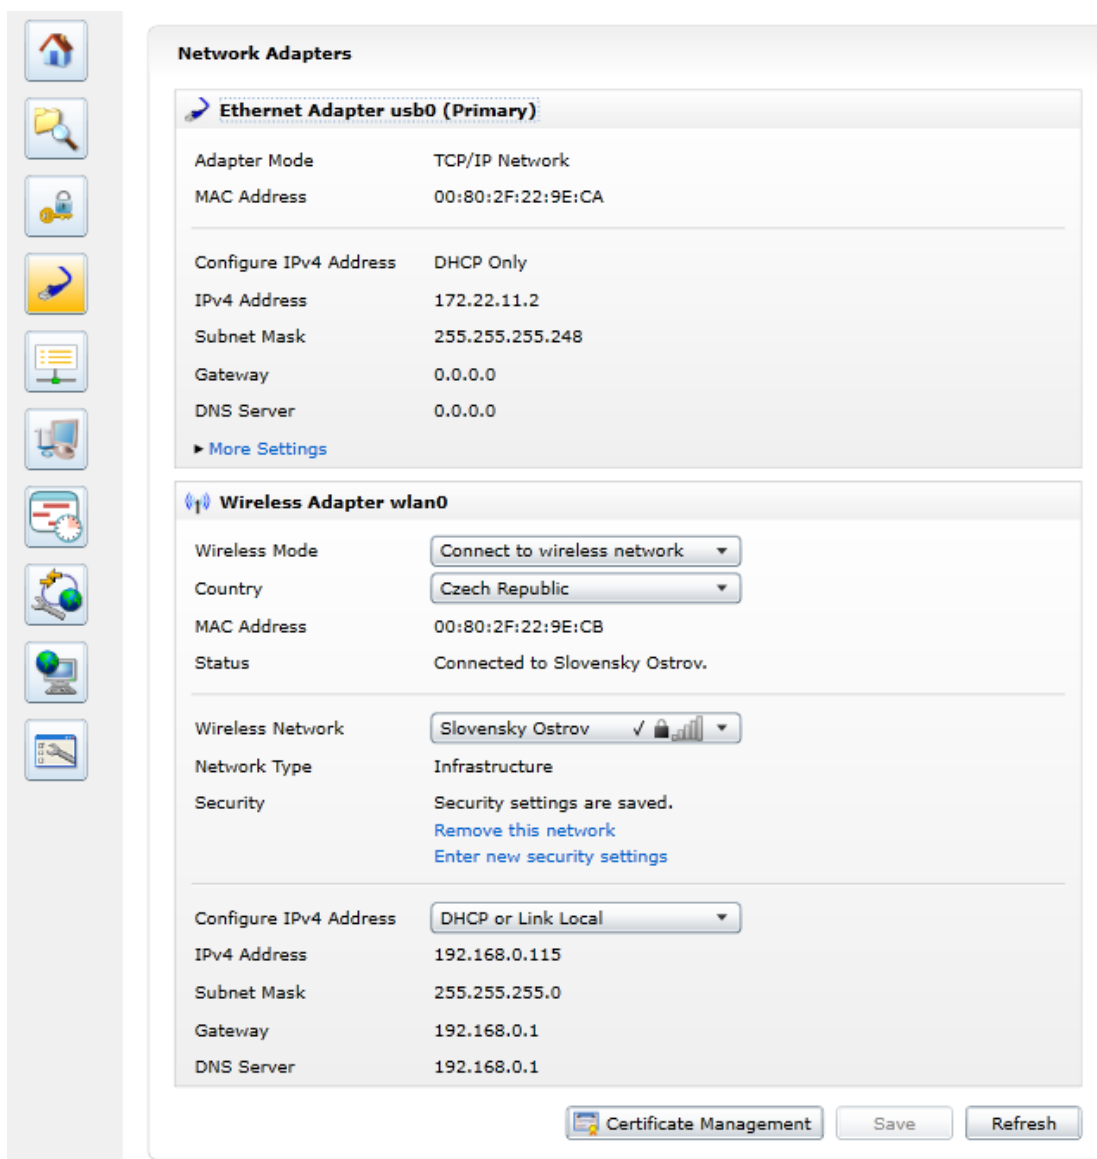 Network Adapters
Ethernet Adapter usb0 (Primary)
Adapter Mode TCP/IP Network
MAC Address 00:80:2F:22:9E:CA
Configure IPv4 Address DHCP Only
IPv4 Address 172.22.11.2
Subnet Mask 255.255.255.248
Gateway 0.0.0.0
DNS Server 0.0.0.0
More Settings
Wireless Adapter wlan0
Wireless Mode Connect to wireless network
Country Czech Republic
MAC Address 00:80:2F:22:9E:CB
Status Connected to Slovensky Ostrov.
Wireless Network Slovensky Ostrov
Network Type Infrastructure
Security Security settings are saved.
Remove this network
Enter new security settings
Configure IPv4 Address DHCP or Link Local
IPv4 Address 192.168.0.115
Subnet Mask 255.255.255.0
Gateway 192.168.0.1
DNS Server 192.168.0.1
Certificate Management Save Refresh